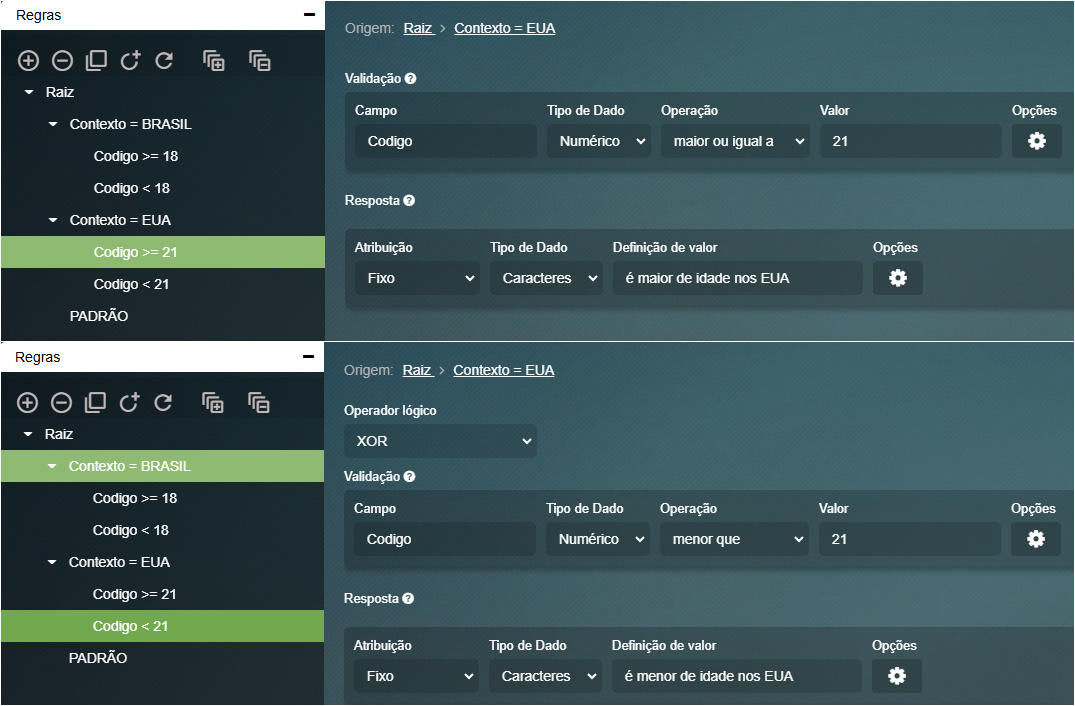 Regras
Raiz
Contexto = BRASIL
Codigo >= 18
Codigo < 18
Contexto = EUA
Codigo >= 21
Codigo < 21
PADRÃO
Origem: Raiz > Contexto = EUA
Validação ?
Campo Tipo de Dado Operação Valor Opções
Codigo Numérico maior ou igual a 21
Resposta ?
Atribuição Tipo de Dado Definição de valor Opções
Fixo Caracteres é maior de idade nos EUA
Regras
Raiz
Contexto = BRASIL
Codigo >= 18
Codigo < 18
Contexto = EUA
Codigo >= 21
Codigo < 21
PADRÃO
Origem: Raiz > Contexto = EUA
Operador lógico
XOR
Validação ?
Campo Tipo de Dado Operação Valor Opções
Codigo Numérico menor que 21
Resposta ?
Atribuição Tipo de Dado Definição de valor Opções
Fixo Caracteres é menor de idade nos EUA